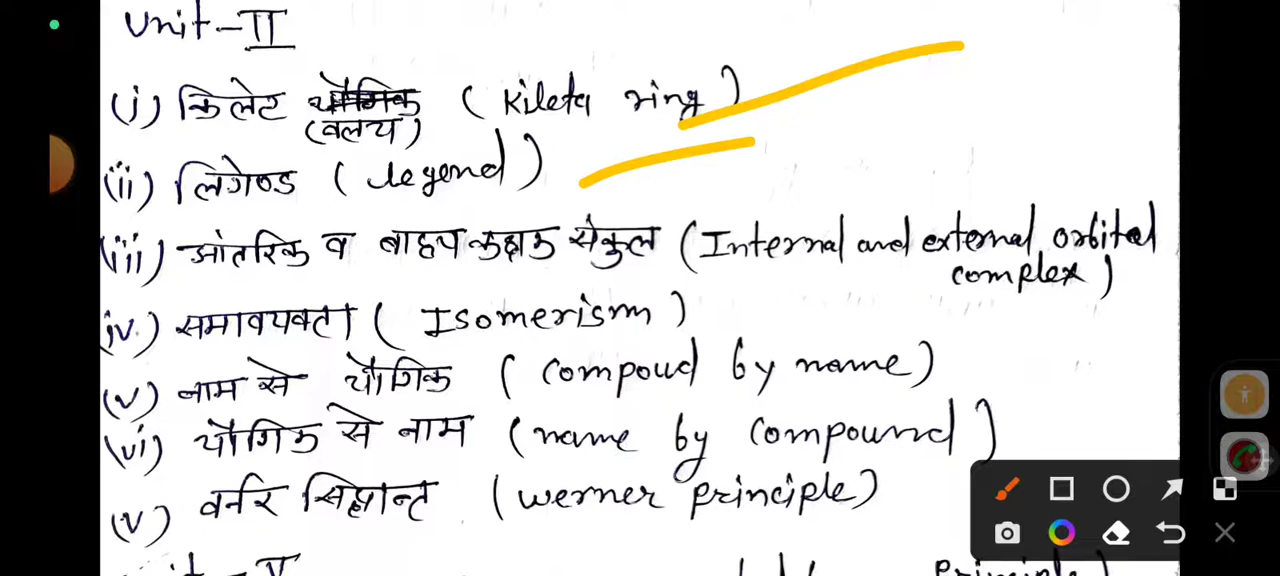 Unit-II
(i) किलेट यौगिक (Kileta ring)
(वलय)
(ii) लिगेण्ड (legend)
(iii) आंतरिक व बाह्य कक्षक संकुल (Internal and external orbital
complex)
(iv.) समावयवता (Isomerism)
(v) नाम से यौगिक (compoud by name)
(vi) यौगिक से नाम (name by compound)
(v) वर्नर सिद्धान्त (werner principle)